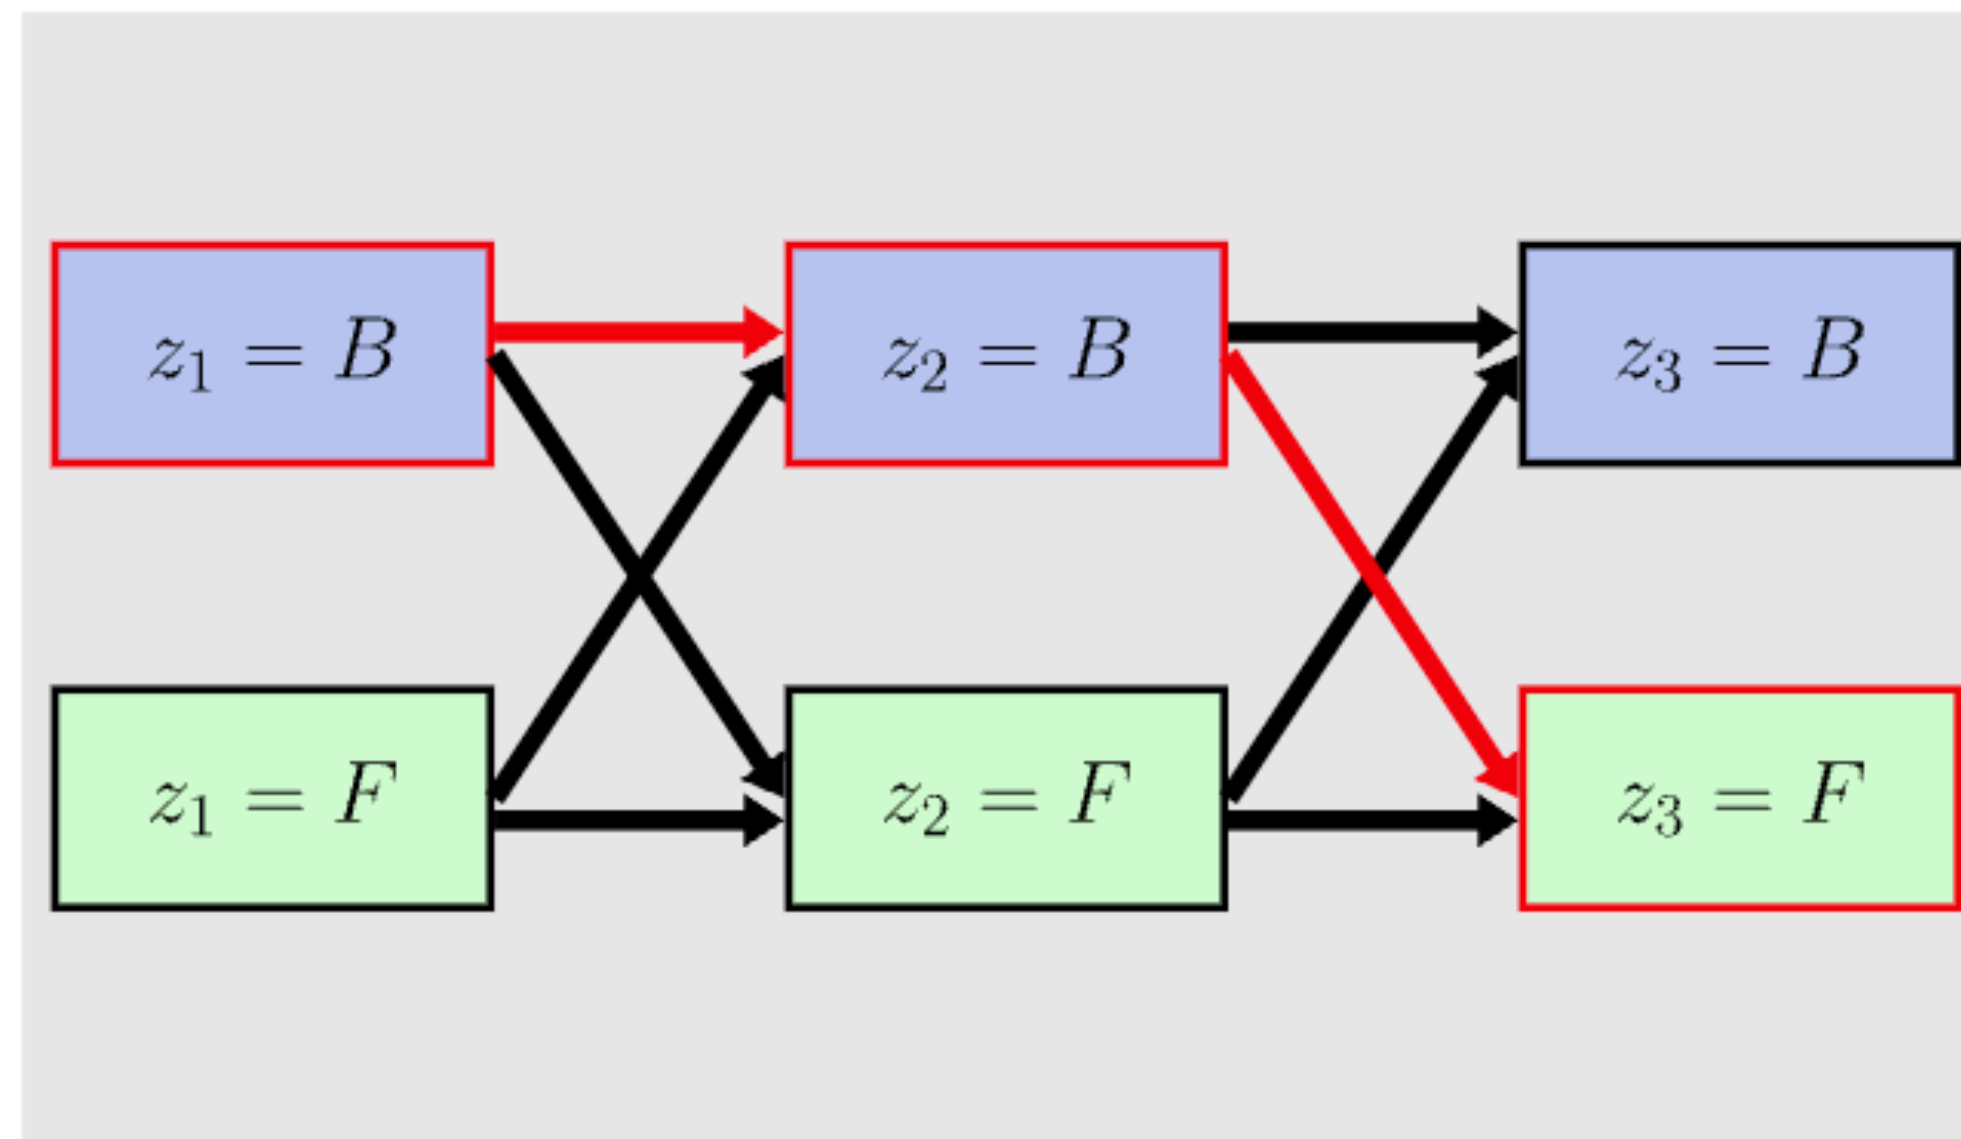 z₁ = B z₂ = B z₃ = B
z₁ = F z₂ = F z₃ = F